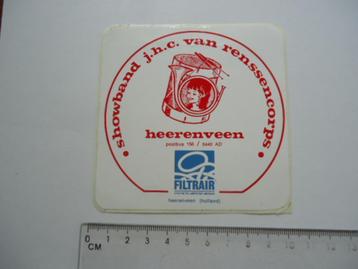 • showband j.h.c. van renssencorps •
heerenveen
postbus 156 / 8440 AD
FILTRAIR
heerenveen (holland)
0 1 2 3 4 5 6 7 8 9 10 11 12 13 14
CM